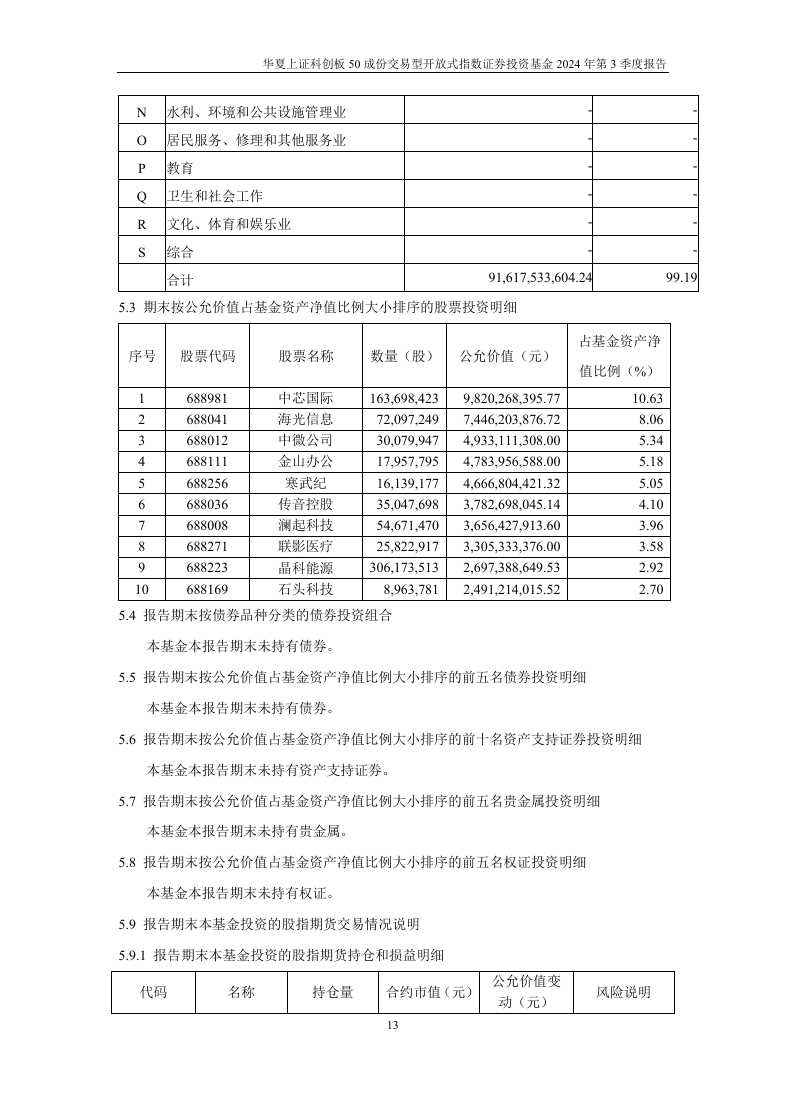 华夏上证科创板 50 成份交易型开放式指数证券投资基金 2024 年第 3 季度报告
N 水利、环境和公共设施管理业 - -
O 居民服务、修理和其他服务业 - -
P 教育 - -
Q 卫生和社会工作 - -
R 文化、体育和娱乐业 - -
S 综合 - -
合计 91,617,533,604.24 99.19
5.3 期末按公允价值占基金资产净值比例大小排序的股票投资明细
序号 股票代码 股票名称 数量（股） 公允价值（元） 占基金资产净
值比例（%）
1 688981 中芯国际 163,698,423 9,820,268,395.77 10.63
2 688041 海光信息 72,097,249 7,446,203,876.72 8.06
3 688012 中微公司 30,079,947 4,933,111,308.00 5.34
4 688111 金山办公 17,957,795 4,783,956,588.00 5.18
5 688256 寒武纪 16,139,177 4,666,804,421.32 5.05
6 688036 传音控股 35,047,698 3,782,698,045.14 4.10
7 688008 澜起科技 54,671,470 3,656,427,913.60 3.96
8 688271 联影医疗 25,822,917 3,305,333,376.00 3.58
9 688223 晶科能源 306,173,513 2,697,388,649.53 2.92
10 688169 石头科技 8,963,781 2,491,214,015.52 2.70
5.4 报告期末按债券品种分类的债券投资组合
本基金本报告期末未持有债券。
5.5 报告期末按公允价值占基金资产净值比例大小排序的前五名债券投资明细
本基金本报告期末未持有债券。
5.6 报告期末按公允价值占基金资产净值比例大小排序的前十名资产支持证券投资明细
本基金本报告期末未持有资产支持证券。
5.7 报告期末按公允价值占基金资产净值比例大小排序的前五名贵金属投资明细
本基金本报告期末未持有贵金属。
5.8 报告期末按公允价值占基金资产净值比例大小排序的前五名权证投资明细
本基金本报告期末未持有权证。
5.9 报告期末本基金投资的股指期货交易情况说明
5.9.1 报告期末本基金投资的股指期货持仓和损益明细
代码 名称 持仓量 合约市值（元） 公允价值变
动（元） 风险说明
13